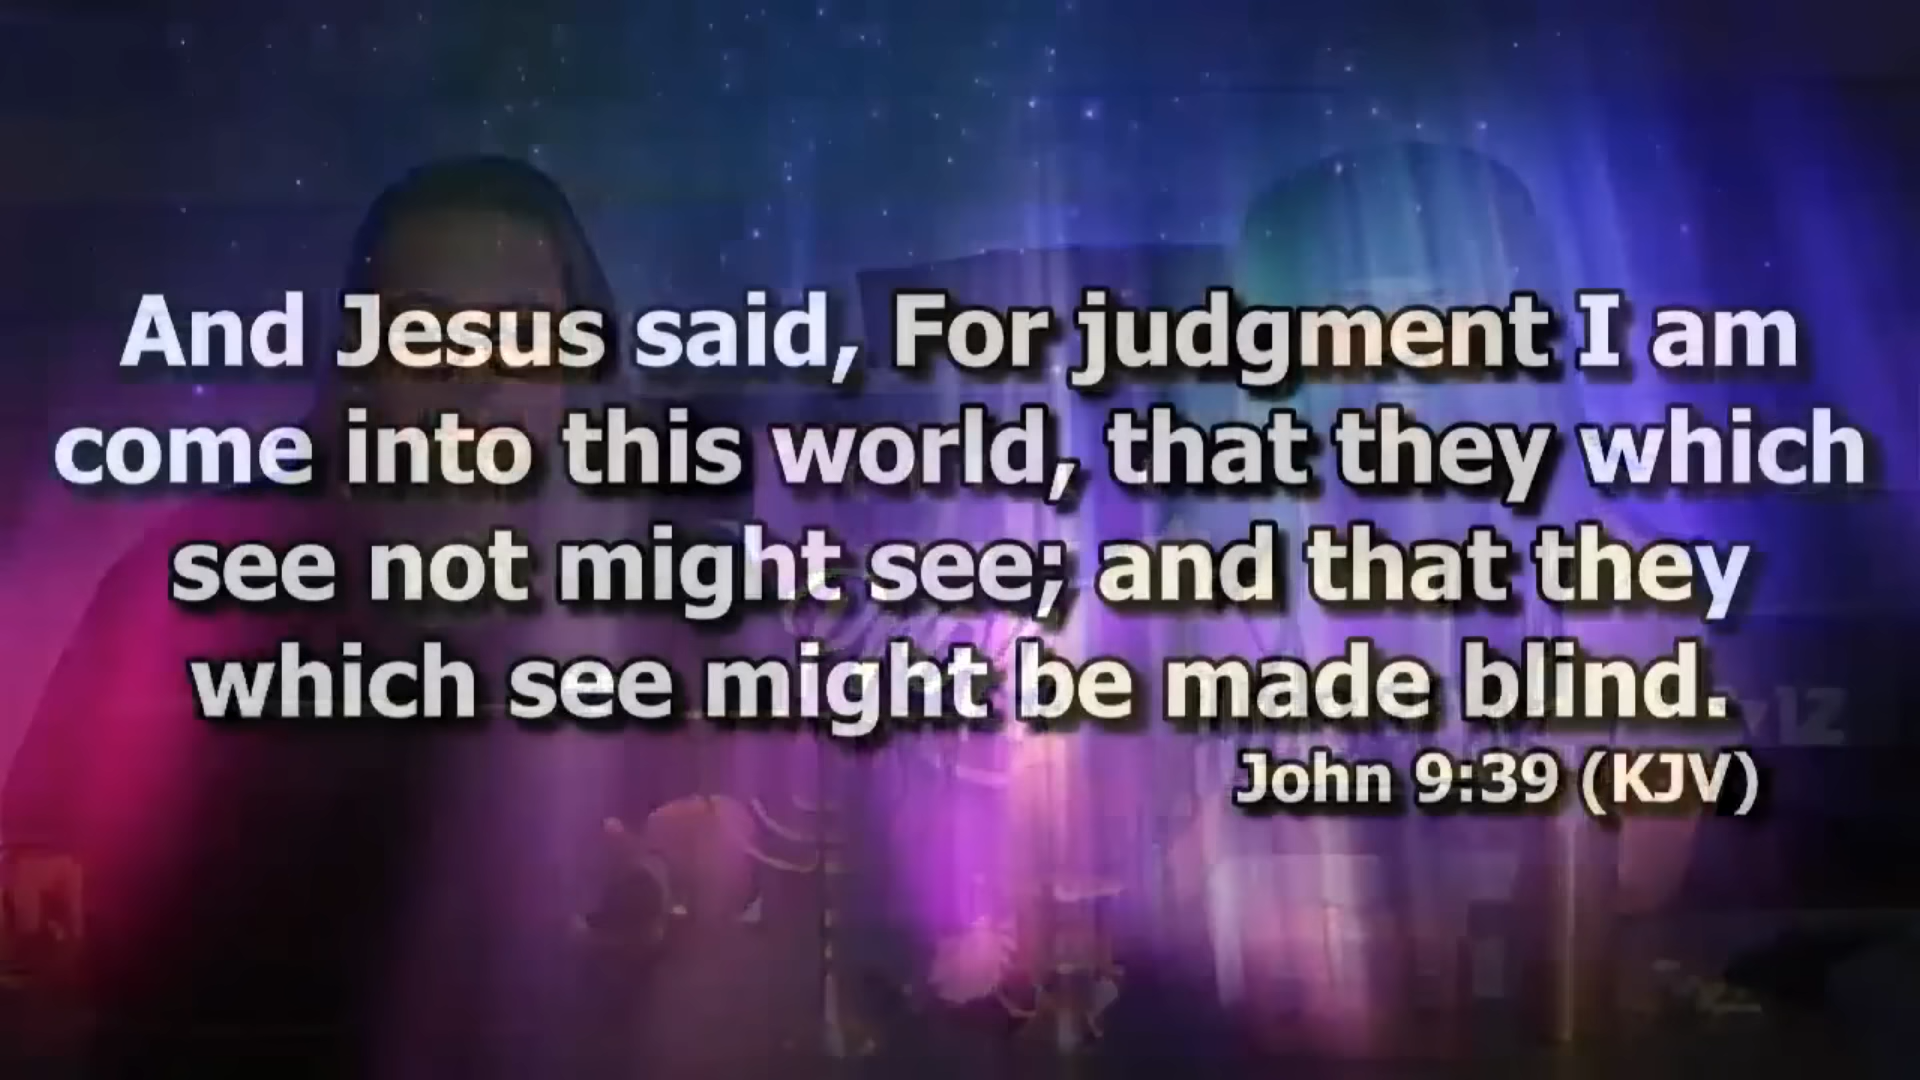 And Jesus said, For judgment I am
come into this world, that they which
see not might see; and that they
which see might be made blind.
John 9:39 (KJV)